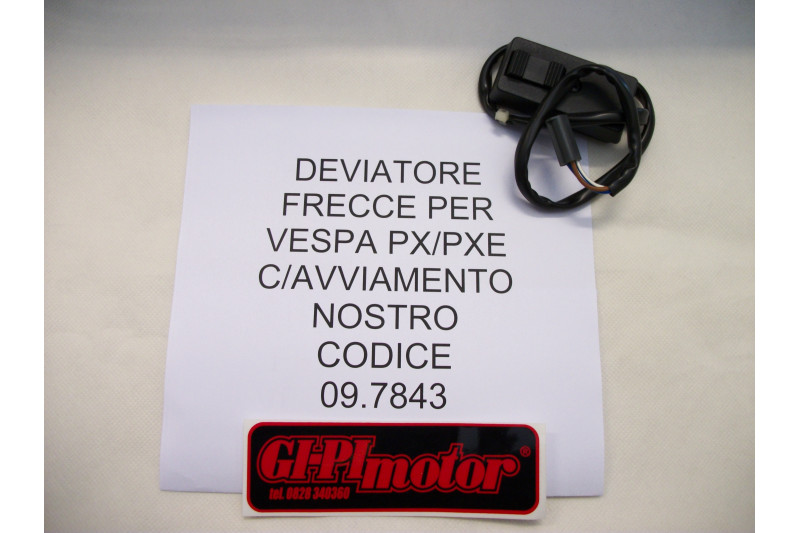 DEVIATORE
FRECCE PER
VESPA PX/PXE
C/AVVIAMENTO
NOSTRO
CODICE
09.7843
GI-PI motor ®
tel. 0828 340360